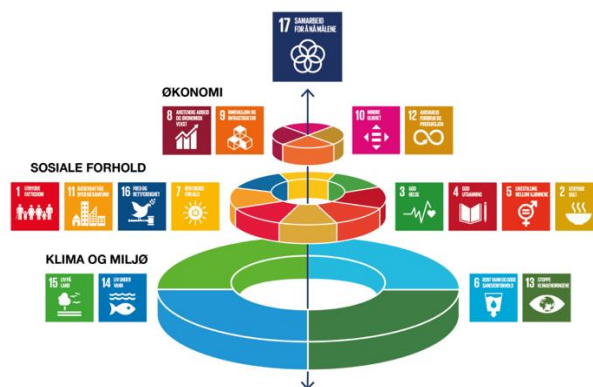 17 SAMARBEID
FOR Å NÅ MÅLENE
ØKONOMI
8 ANSTENDIG ARBEID
OG ØKONOMISK
VEKST
9 INNOVASJON OG
INFRASTRUKTUR
10 MINDRE
ULIKHET
12 ANSVARLIG
FORBRUK OG
PRODUKSJON
SOSIALE FORHOLD
1 UTRYDDE
FATTIGDOM
11 BÆREKRAFTIGE
BYER OG SAMFUNN
16 FRED OG
RETTFERDIGHET
7 REN ENERGI
FOR ALLE
3 GOD
HELSE
4 GOD
UTDANNING
5 LIKESTILLING
MELLOM KJØNNENE
2 UTRYDDE
SULT
KLIMA OG MILJØ
15 LIV PÅ
LAND
14 LIV UNDER
VANN
6 RENT VANN OG GODE
SANITÆRFORHOLD
13 STOPPE
KLIMAENDRINGENE